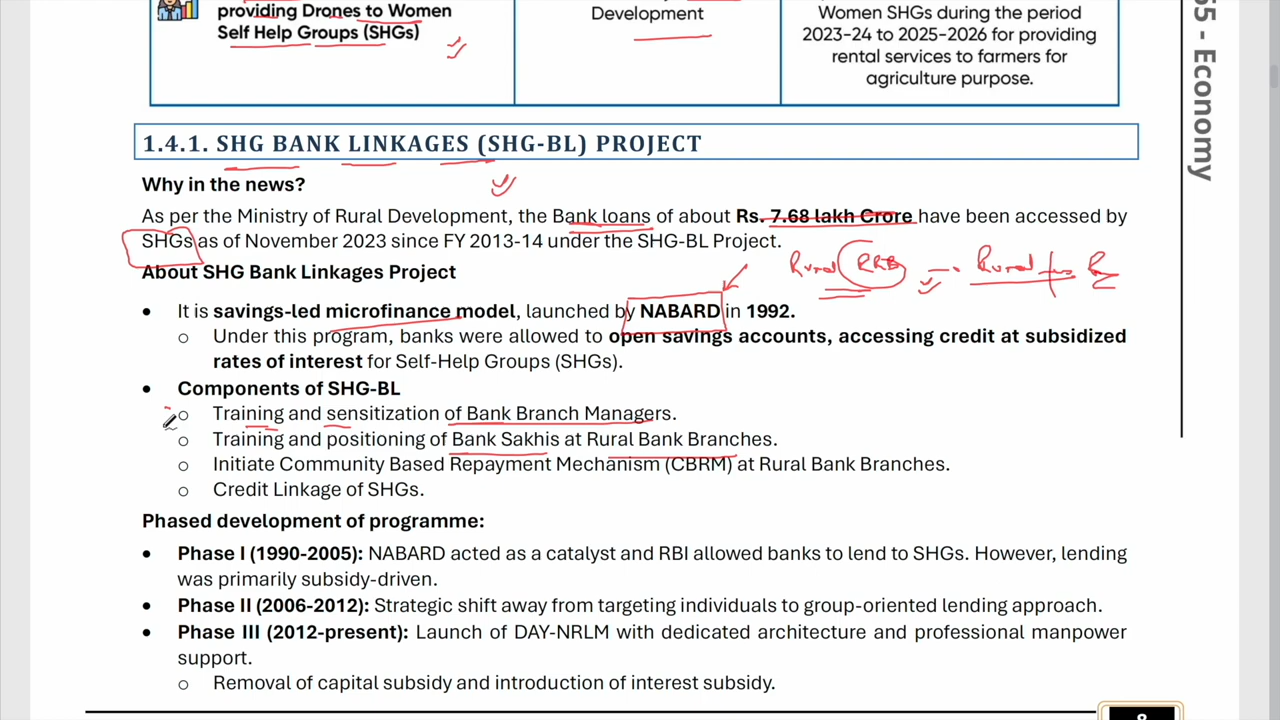 providing Drones to Women
Self Help Groups (SHGs)
Development
Women SHGs during the period
2023-24 to 2025-2026 for providing
rental services to farmers for
agriculture purpose.
55 - Economy
1.4.1. SHG BANK LINKAGES (SHG-BL) PROJECT
Why in the news?
As per the Ministry of Rural Development, the Bank loans of about Rs. 7.68 lakh Crore have been accessed by
SHGs as of November 2023 since FY 2013-14 under the SHG-BL Project.
Rural RRB Rural
About SHG Bank Linkages Project
• It is savings-led microfinance model, launched by NABARD in 1992.
○ Under this program, banks were allowed to open savings accounts, accessing credit at subsidized
rates of interest for Self-Help Groups (SHGs).
• Components of SHG-BL
○ Training and sensitization of Bank Branch Managers.
○ Training and positioning of Bank Sakhis at Rural Bank Branches.
○ Initiate Community Based Repayment Mechanism (CBRM) at Rural Bank Branches.
○ Credit Linkage of SHGs.
Phased development of programme:
• Phase I (1990-2005): NABARD acted as a catalyst and RBI allowed banks to lend to SHGs. However, lending
was primarily subsidy-driven.
• Phase II (2006-2012): Strategic shift away from targeting individuals to group-oriented lending approach.
• Phase III (2012-present): Launch of DAY-NRLM with dedicated architecture and professional manpower
support.
○ Removal of capital subsidy and introduction of interest subsidy.